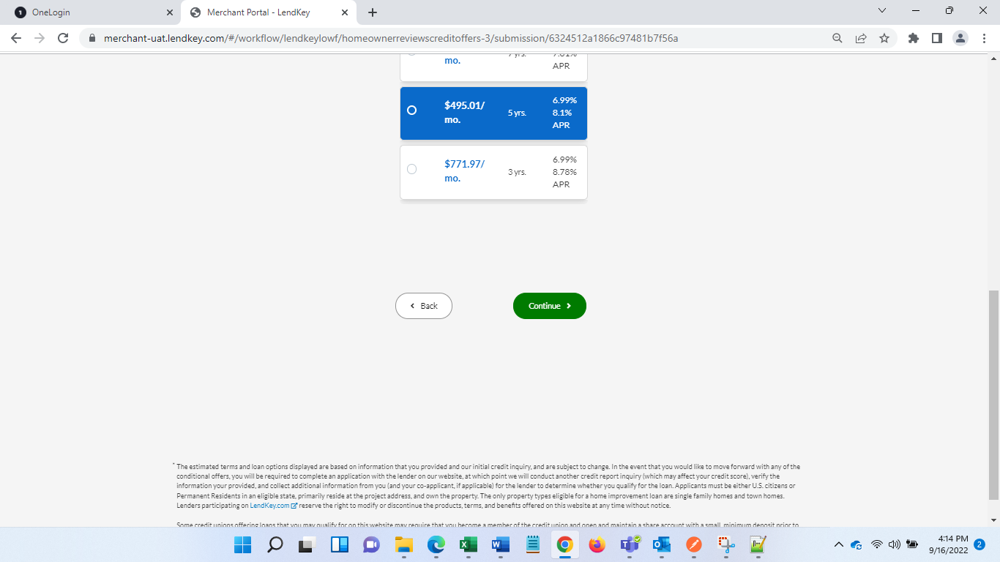 OneLogin
Merchant Portal - LendKey
merchant-uat.lendkey.com/#/workflow/lendkeylowf/homeownerreviewscreditoffers-3/submission/6324512a1866c97481b7f56a
mo.
7 yrs.
APR
$495.01/
mo.
5 yrs.
6.99%
8.1%
APR
$771.97/
mo.
3 yrs.
6.99%
8.78%
APR
Back
Continue
* The estimated terms and loan options displayed are based on information that you provided and our initial credit inquiry, and are subject to change. In the event that you would like to move forward with any of the
conditional offers, you will be required to complete an application with the lender on our website, at which point we will conduct another credit report inquiry (which may affect your credit score), verify the
information your provided, and collect additional information from you (and your co-applicant, if applicable) for the lender to determine whether you qualify for the loan. Applicants must be either U.S. citizens or
Permanent Residents in an eligible state, primarily reside at the project address, and own the property. The only property types eligible for a home improvement loan are single family homes and town homes.
Lenders participating on LendKey.com reserve the right to modify or discontinue the products, terms, and benefits offered on this website at any time without notice.
Some credit unions offering loans that you may qualify for on this website may require that you become a member of the credit union and open and maintain a share account with a small, minimum deposit prior to
4:14 PM
9/16/2022
2